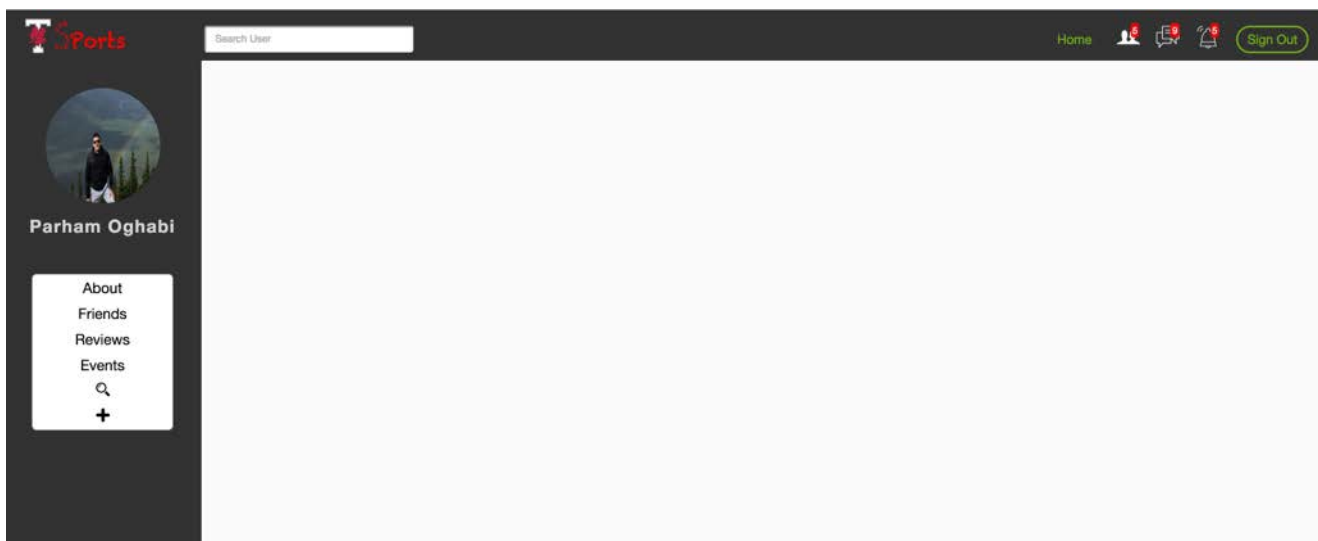 T SPorts
Search User
Home
5
9
5
Sign Out
Parham Oghabi
About
Friends
Reviews
Events